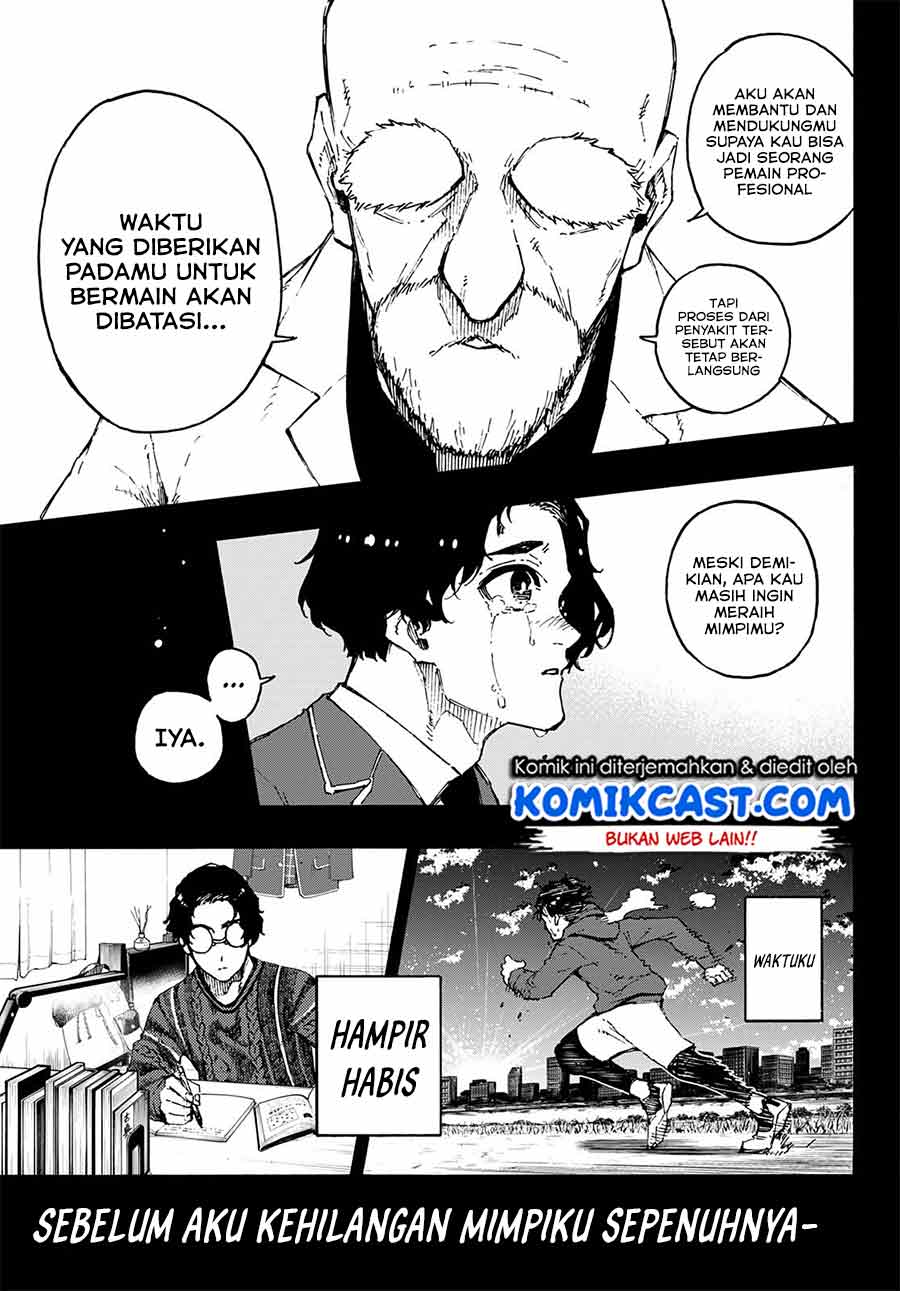 AKU AKAN
MEMBANTU DAN
MENDUKUNGMU
SUPAYA KAU BISA
JADI SEORANG
PEMAIN PRO-
FESIONAL
TAPI
PROSES DARI
PENYAKIT TER-
SEBUT AKAN
TETAP BER-
LANGSUNG
WAKTU
YANG DIBERIKAN
PADAMU UNTUK
BERMAIN AKAN
DIBATASI...
MESKI DEMI-
KIAN, APA KAU
MASIH INGIN
MERAIH
MIMPIMU?
...
IYA.
Komik ini diterjemahkan & diedit oleh
KOMIKCAST.COM
BUKAN WEB LAIN!!
WAKTUKU
HAMPIR
HABIS
SEBELUM AKU KEHILANGAN MIMPIKU SEPENUHNYA-